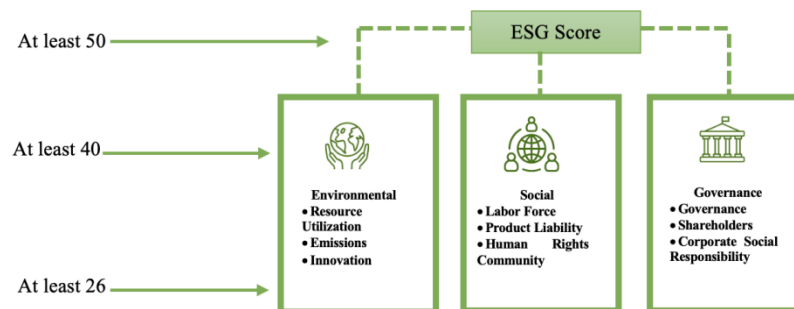 At least 50
ESG Score
At least 40
Environmental
• Resource
Utilization
• Emissions
• Innovation
Social
• Labor Force
• Product Liability
• Human Rights
Community
Governance
• Governance
• Shareholders
• Corporate Social
Responsibility
At least 26